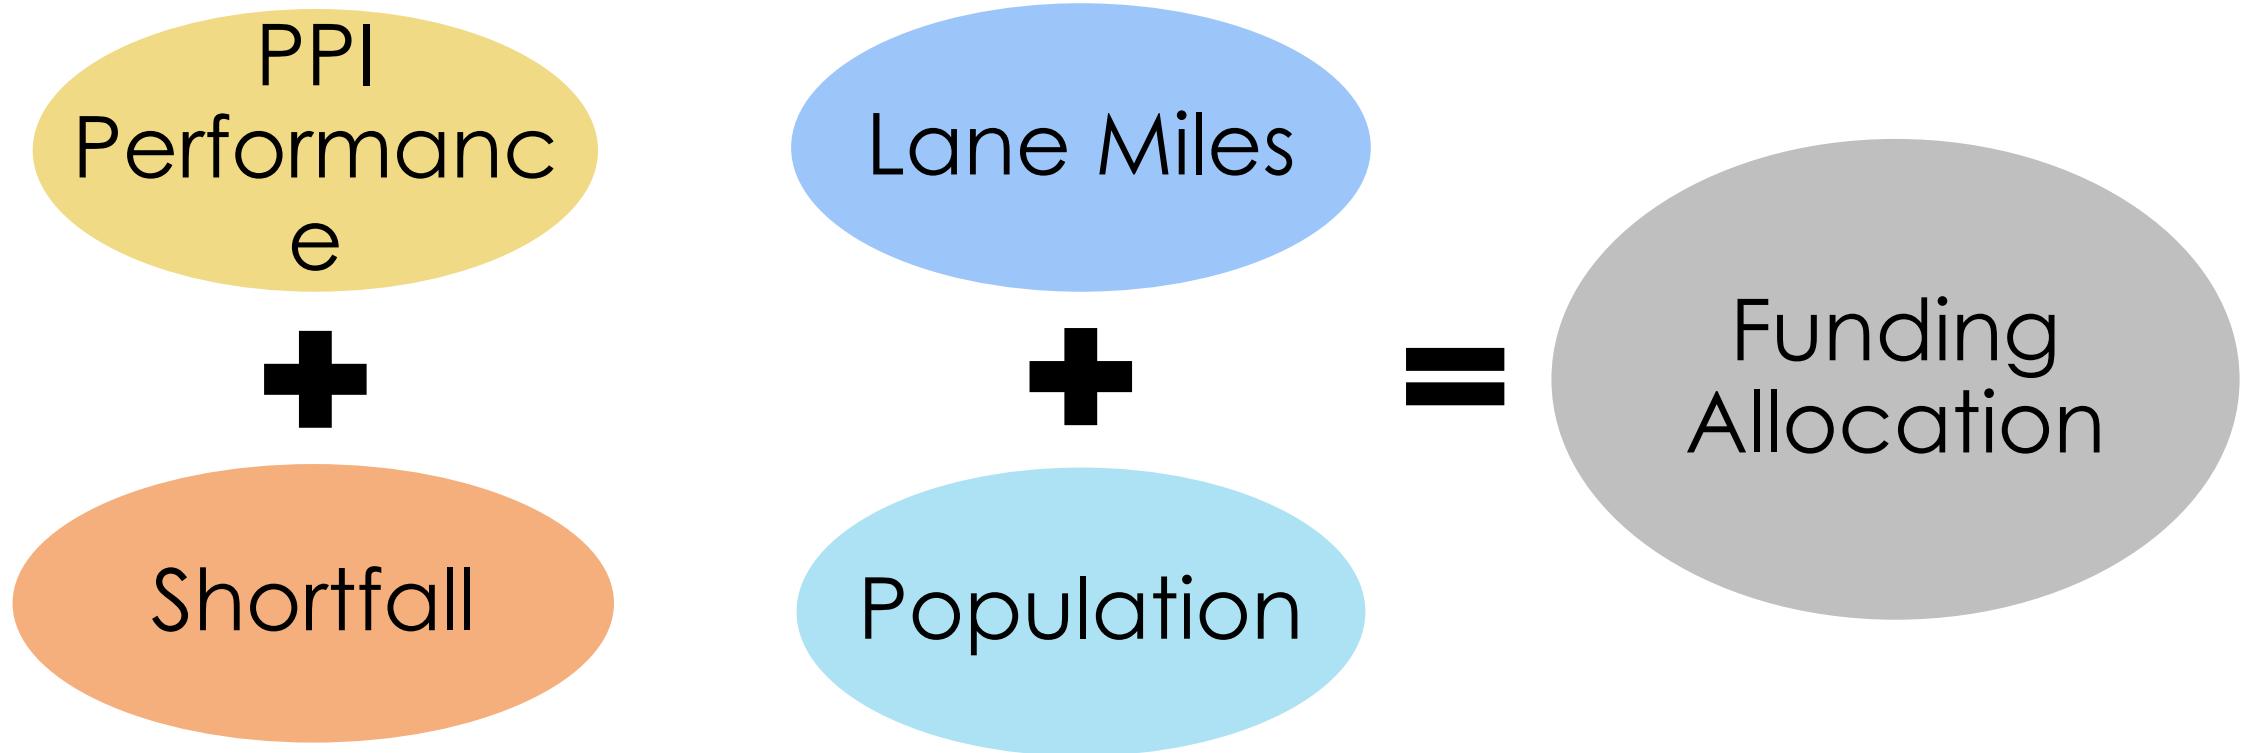 PPI
Performanc
e
Shortfall
Lane Miles
Population
Funding
Allocation